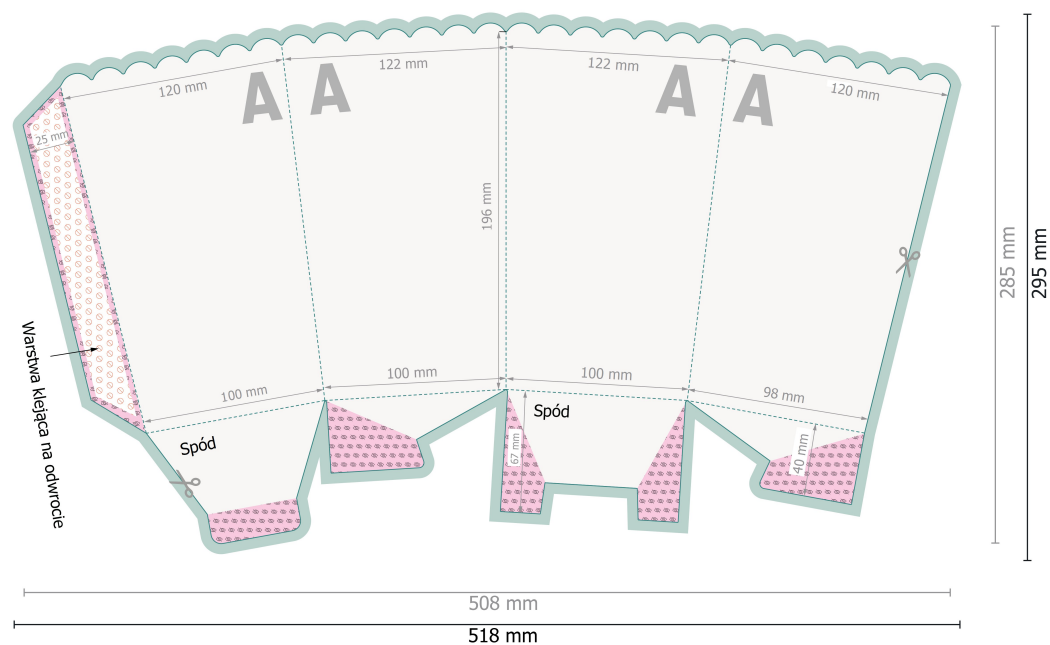 120 mm
122 mm
122 mm
120 mm
A
A
A
A
25 mm
196 mm
285 mm
295 mm
Warstwa klejąca na odwrocie
100 mm
100 mm
100 mm
98 mm
Spód
Spód
67 mm
40 mm
508 mm
518 mm